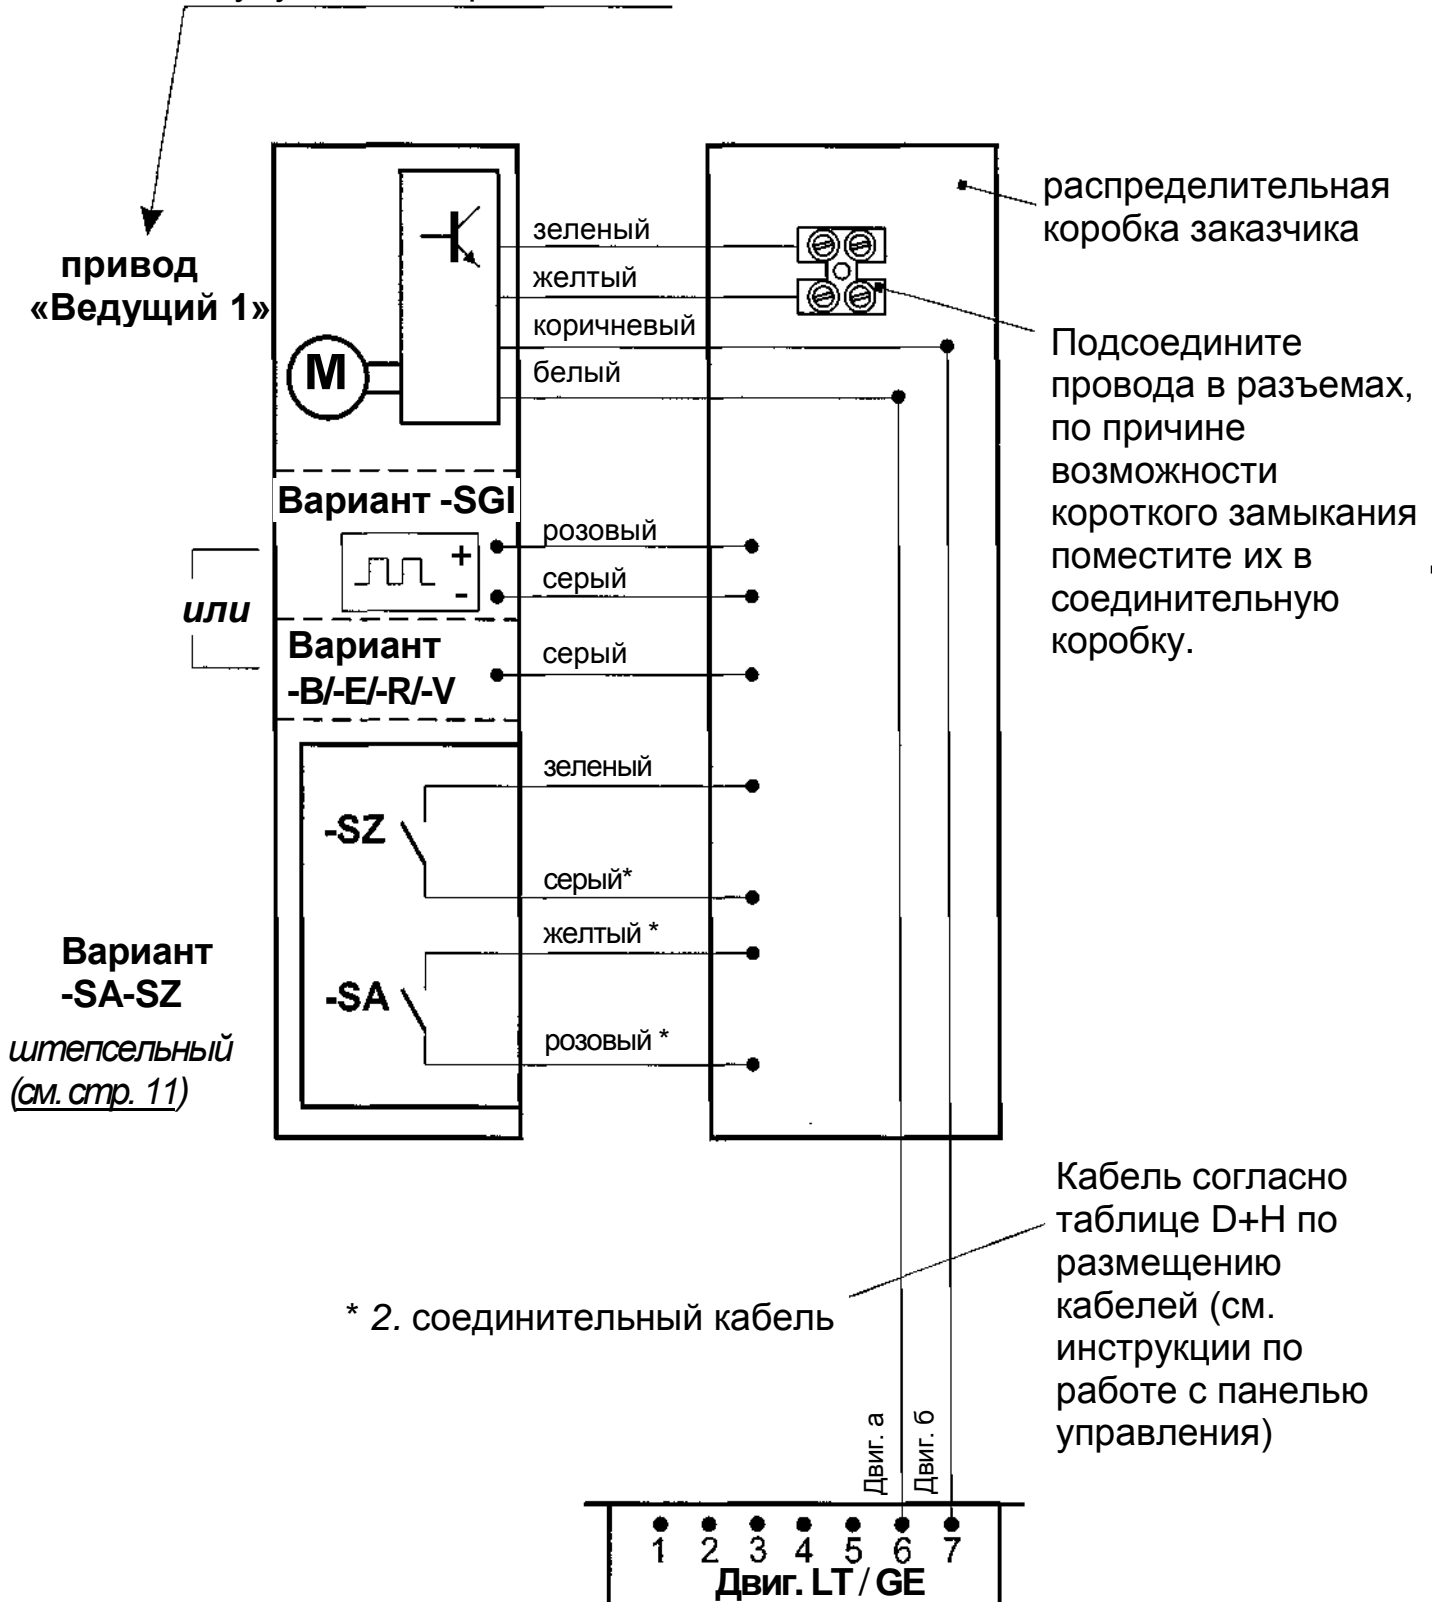 зеленый
желтый
коричневый
белый
распределительная
коробка заказчика
привод
«Ведущий 1»
M
Подсоедините
провода в разъемах,
по причине
возможности
короткого замыкания
поместите их в
соединительную
коробку.
Вариант -SGI
розовый
+
серый
-
или
Вариант
-B/-E/-R/-V
серый
зеленый
-SZ
серый*
желтый *
-SA
розовый *
Вариант
-SA-SZ
штепсельный
(см. стр. 11)
Кабель согласно
таблице D+H по
размещению
кабелей (см.
инструкции по
работе с панелью
управления)
* 2. соединительный кабель
Двиг. а
Двиг. б
1 2 3 4 5 6 7
Двиг. LT / GE